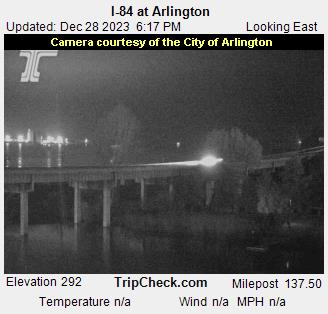 I-84 at Arlington
Updated: Dec 28 2023 6:17 PM Looking East
Camera courtesy of the City of Arlington
Elevation 292 TripCheck.com Milepost 137.50
Temperature n/a Wind n/a MPH n/a